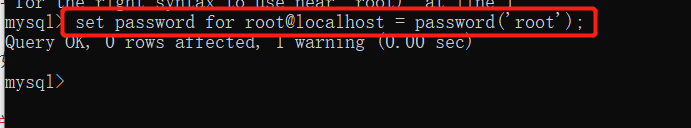 for the right syntax to use near 'root)' at line 1
mysql> set password for root@localhost = password('root');
Query OK, 0 rows affected, 1 warning (0.00 sec)
mysql>